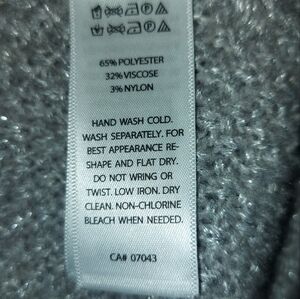 65% POLYESTER
32% VISCOSE
3% NYLON
HAND WASH COLD.
WASH SEPARATELY. FOR
BEST APPEARANCE RE-
SHAPE AND FLAT DRY.
DO NOT WRING OR
TWIST. LOW IRON. DRY
CLEAN. NON-CHLORINE
BLEACH WHEN NEEDED.
CA# 07043